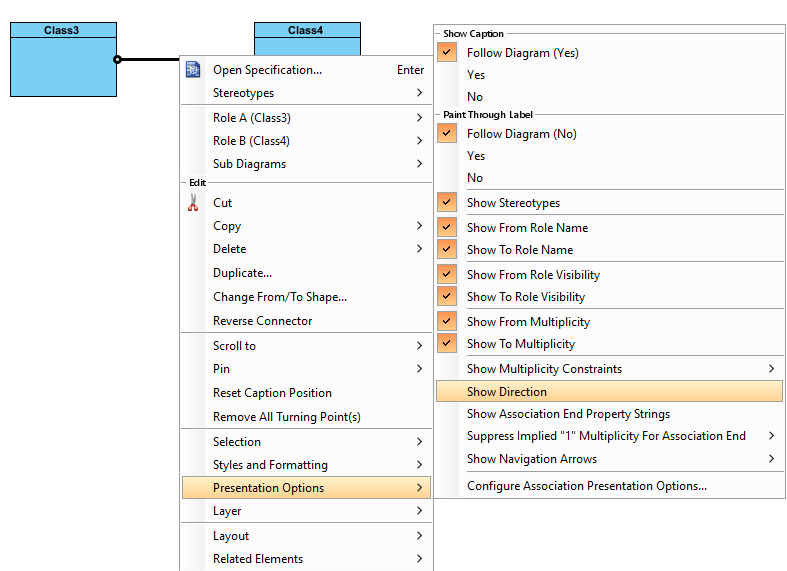 Class3
Class4
Open Specification... Enter
Stereotypes
Role A (Class3)
Role B (Class4)
Sub Diagrams
Edit
Cut
Copy
Delete
Duplicate...
Change From/To Shape...
Reverse Connector
Scroll to
Pin
Reset Caption Position
Remove All Turning Point(s)
Selection
Styles and Formatting
Presentation Options
Layer
Layout
Related Elements
Show Caption
Follow Diagram (Yes)
Yes
No
Paint Through Label
Follow Diagram (No)
Yes
No
Show Stereotypes
Show From Role Name
Show To Role Name
Show From Role Visibility
Show To Role Visibility
Show From Multiplicity
Show To Multiplicity
Show Multiplicity Constraints
Show Direction
Show Association End Property Strings
Suppress Implied "1" Multiplicity For Association End
Show Navigation Arrows
Configure Association Presentation Options...